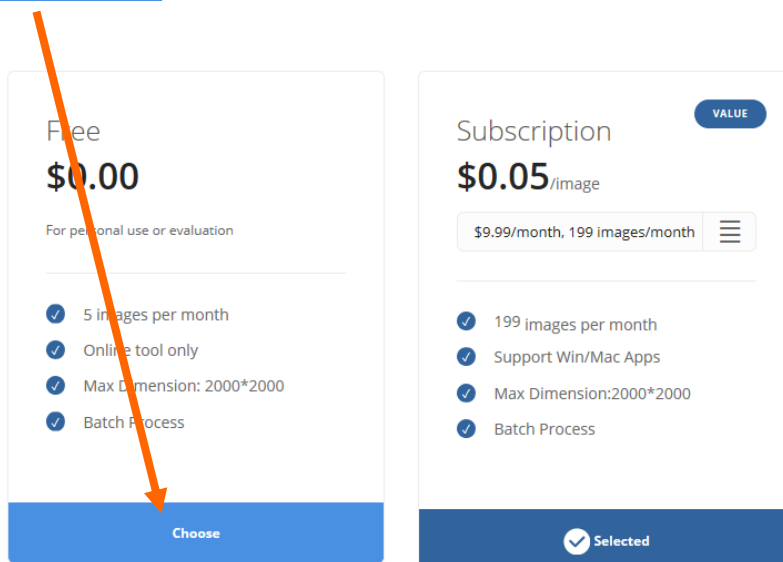 Free
$0.00
For personal use or evaluation
5 images per month
Online tool only
Max Dimension: 2000*2000
Batch Process
Choose
VALUE
Subscription
$0.05/image
$9.99/month, 199 images/month
199 images per month
Support Win/Mac Apps
Max Dimension:2000*2000
Batch Process
Selected